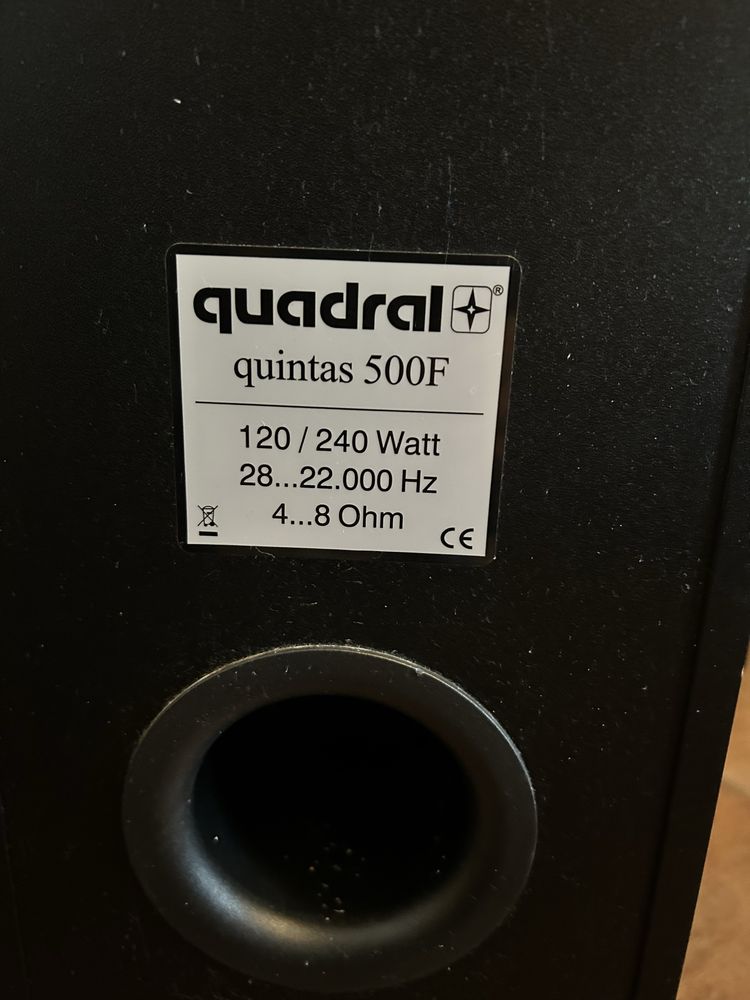 quadral ®
quintas 500F
120 / 240 Watt
28...22.000 Hz
4...8 Ohm
CE